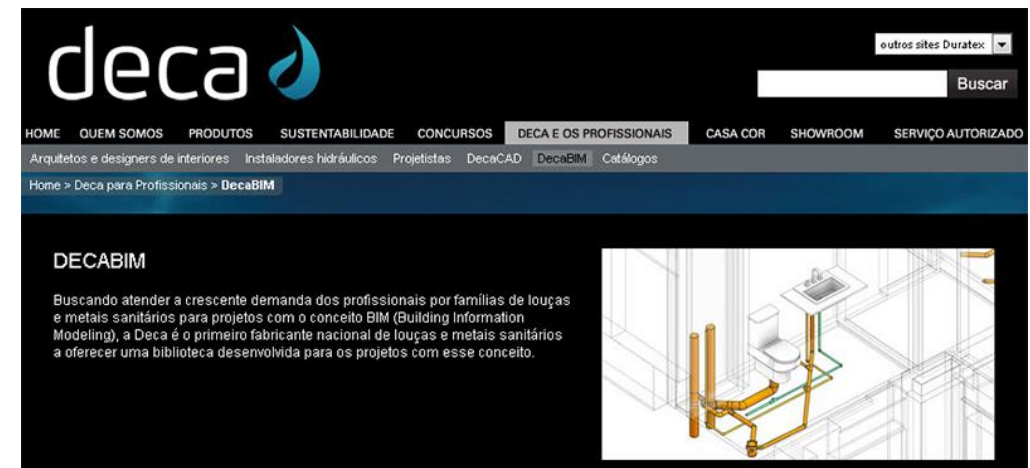 deca
outros sites Duratex
Buscar
HOME QUEM SOMOS PRODUTOS SUSTENTABILIDADE CONCURSOS DECA E OS PROFISSIONAIS CASA COR SHOWROOM SERVIÇO AUTORIZADO
Arquitetos e designers de interiores Instaladores hidráulicos Projetistas DecaCAD DecaBIM Catálogos
Home > Deca para Profissionais > DecaBIM
DECABIM
Buscando atender a crescente demanda dos profissionais por famílias de louças
e metais sanitários para projetos com o conceito BIM (Building Information
Modeling), a Deca é o primeiro fabricante nacional de louças e metais sanitários
a oferecer uma biblioteca desenvolvida para os projetos com esse conceito.